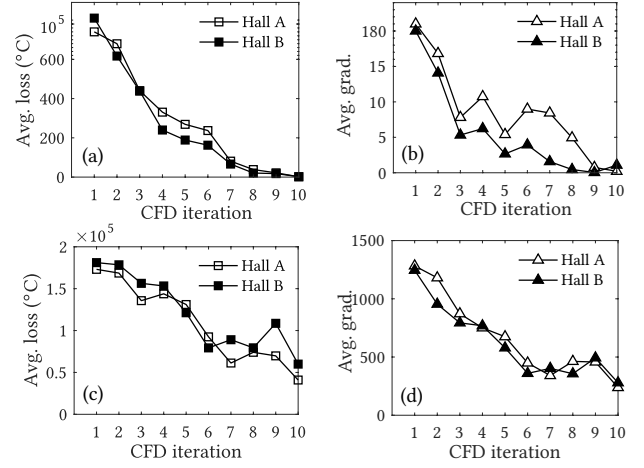 Avg. loss (°C)
10⁵
600
400
200
0
Hall A
Hall B
(a)
1 2 3 4 5 6 7 8 9 10
CFD iteration
Avg. grad.
180
15
10
5
0
Hall A
Hall B
(b)
1 2 3 4 5 6 7 8 9 10
CFD iteration
×10⁵
Avg. loss (°C)
2
1.5
1
0.5
0
Hall A
Hall B
(c)
1 2 3 4 5 6 7 8 9 10
CFD iteration
Avg. grad.
1500
1000
500
0
Hall A
Hall B
(d)
1 2 3 4 5 6 7 8 9 10
CFD iteration